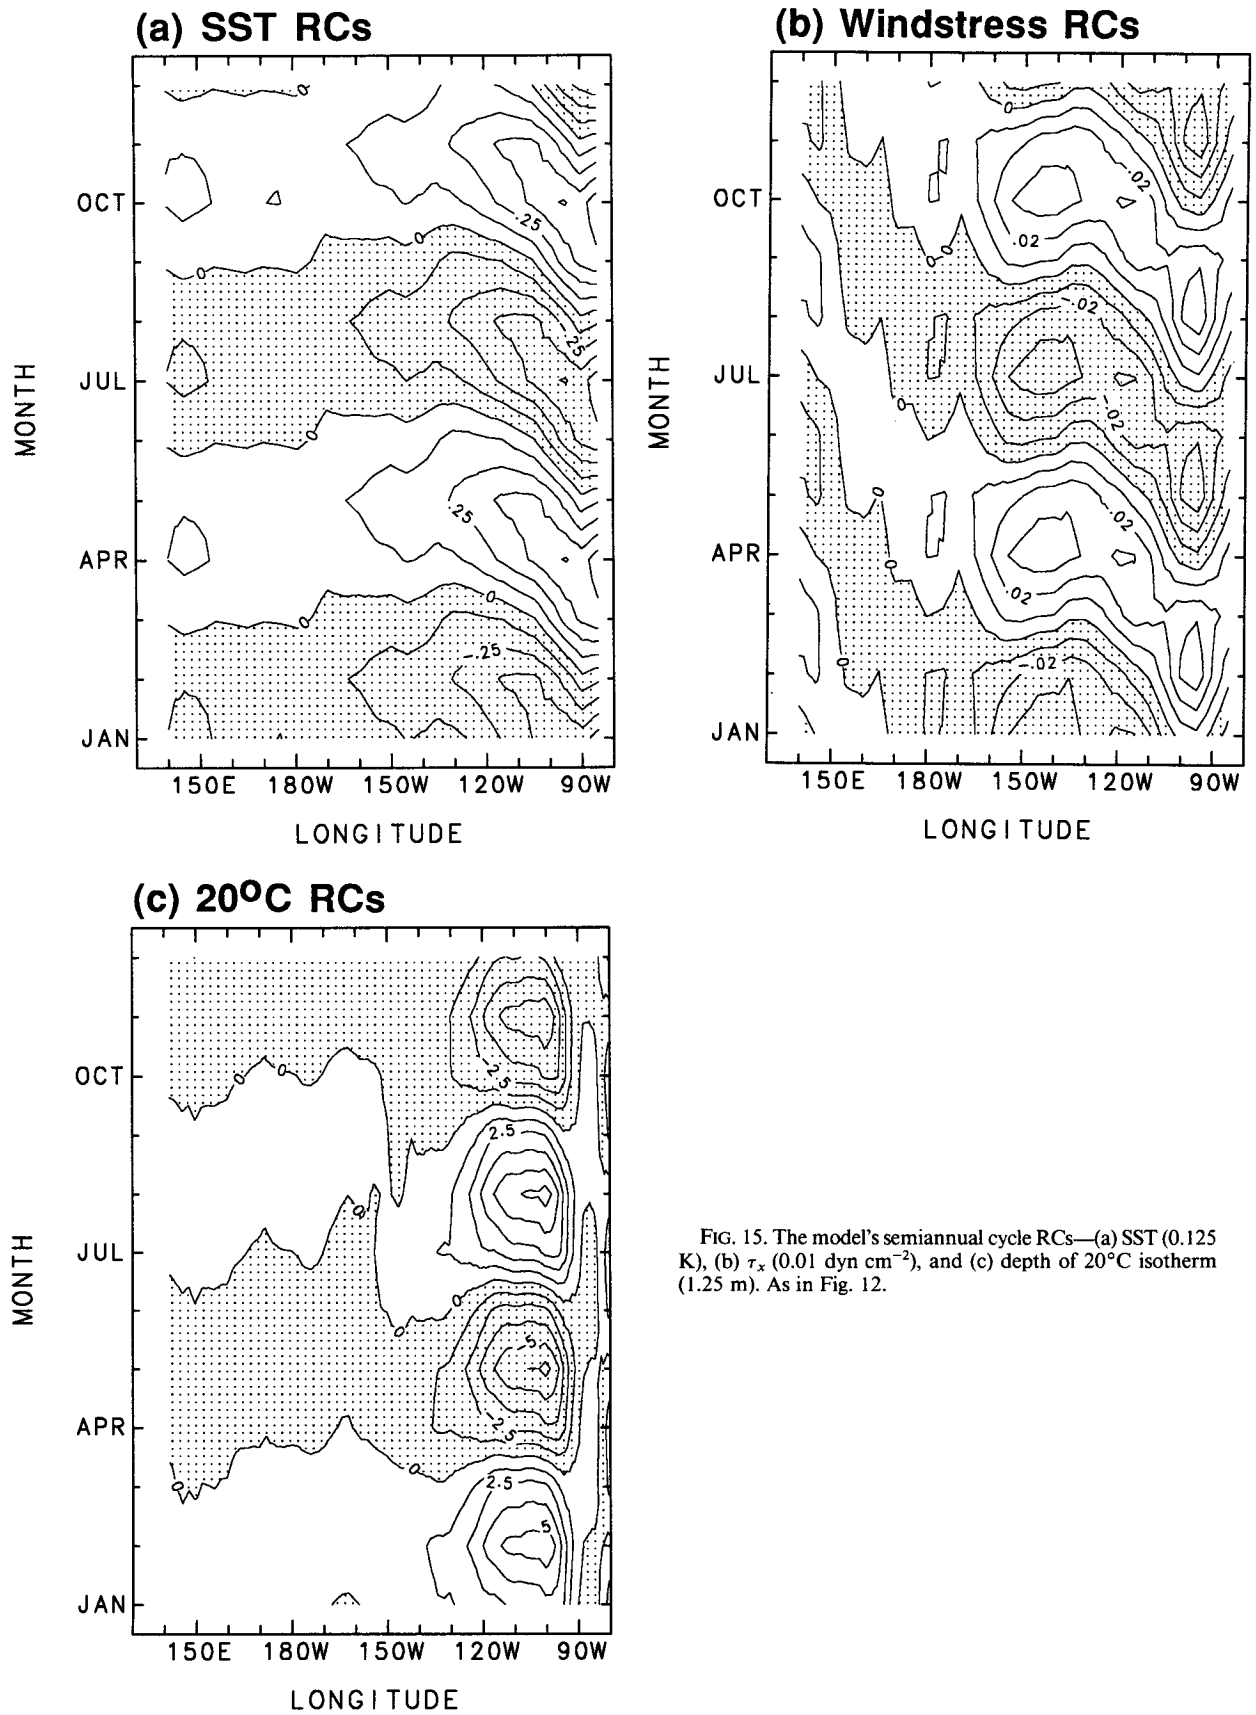 (a) SST RCs
0
OCT
.25
0
0
-.25
JUL
MONTH
0
.25
APR
0
0
-.25
JAN
150E 180W 150W 120W 90W
LONGITUDE
(b) Windstress RCs
0
-.02
OCT
.02
0 0
-.02
JUL
MONTH
0
-.02
0
.02
APR
0
.02
0
-.02
JAN
150E 180W 150W 120W 90W
LONGITUDE
(c) 20°C RCs
OCT
0 0
-2.5
2.5
0
JUL
MONTH
0
0
-5
-2.5
APR
0
0
2.5
5
JAN
150E 180W 150W 120W 90W
LONGITUDE
FIG. 15. The model's semiannual cycle RCs—(a) SST (0.125
K), (b) τx (0.01 dyn cm−2), and (c) depth of 20°C isotherm
(1.25 m). As in Fig. 12.